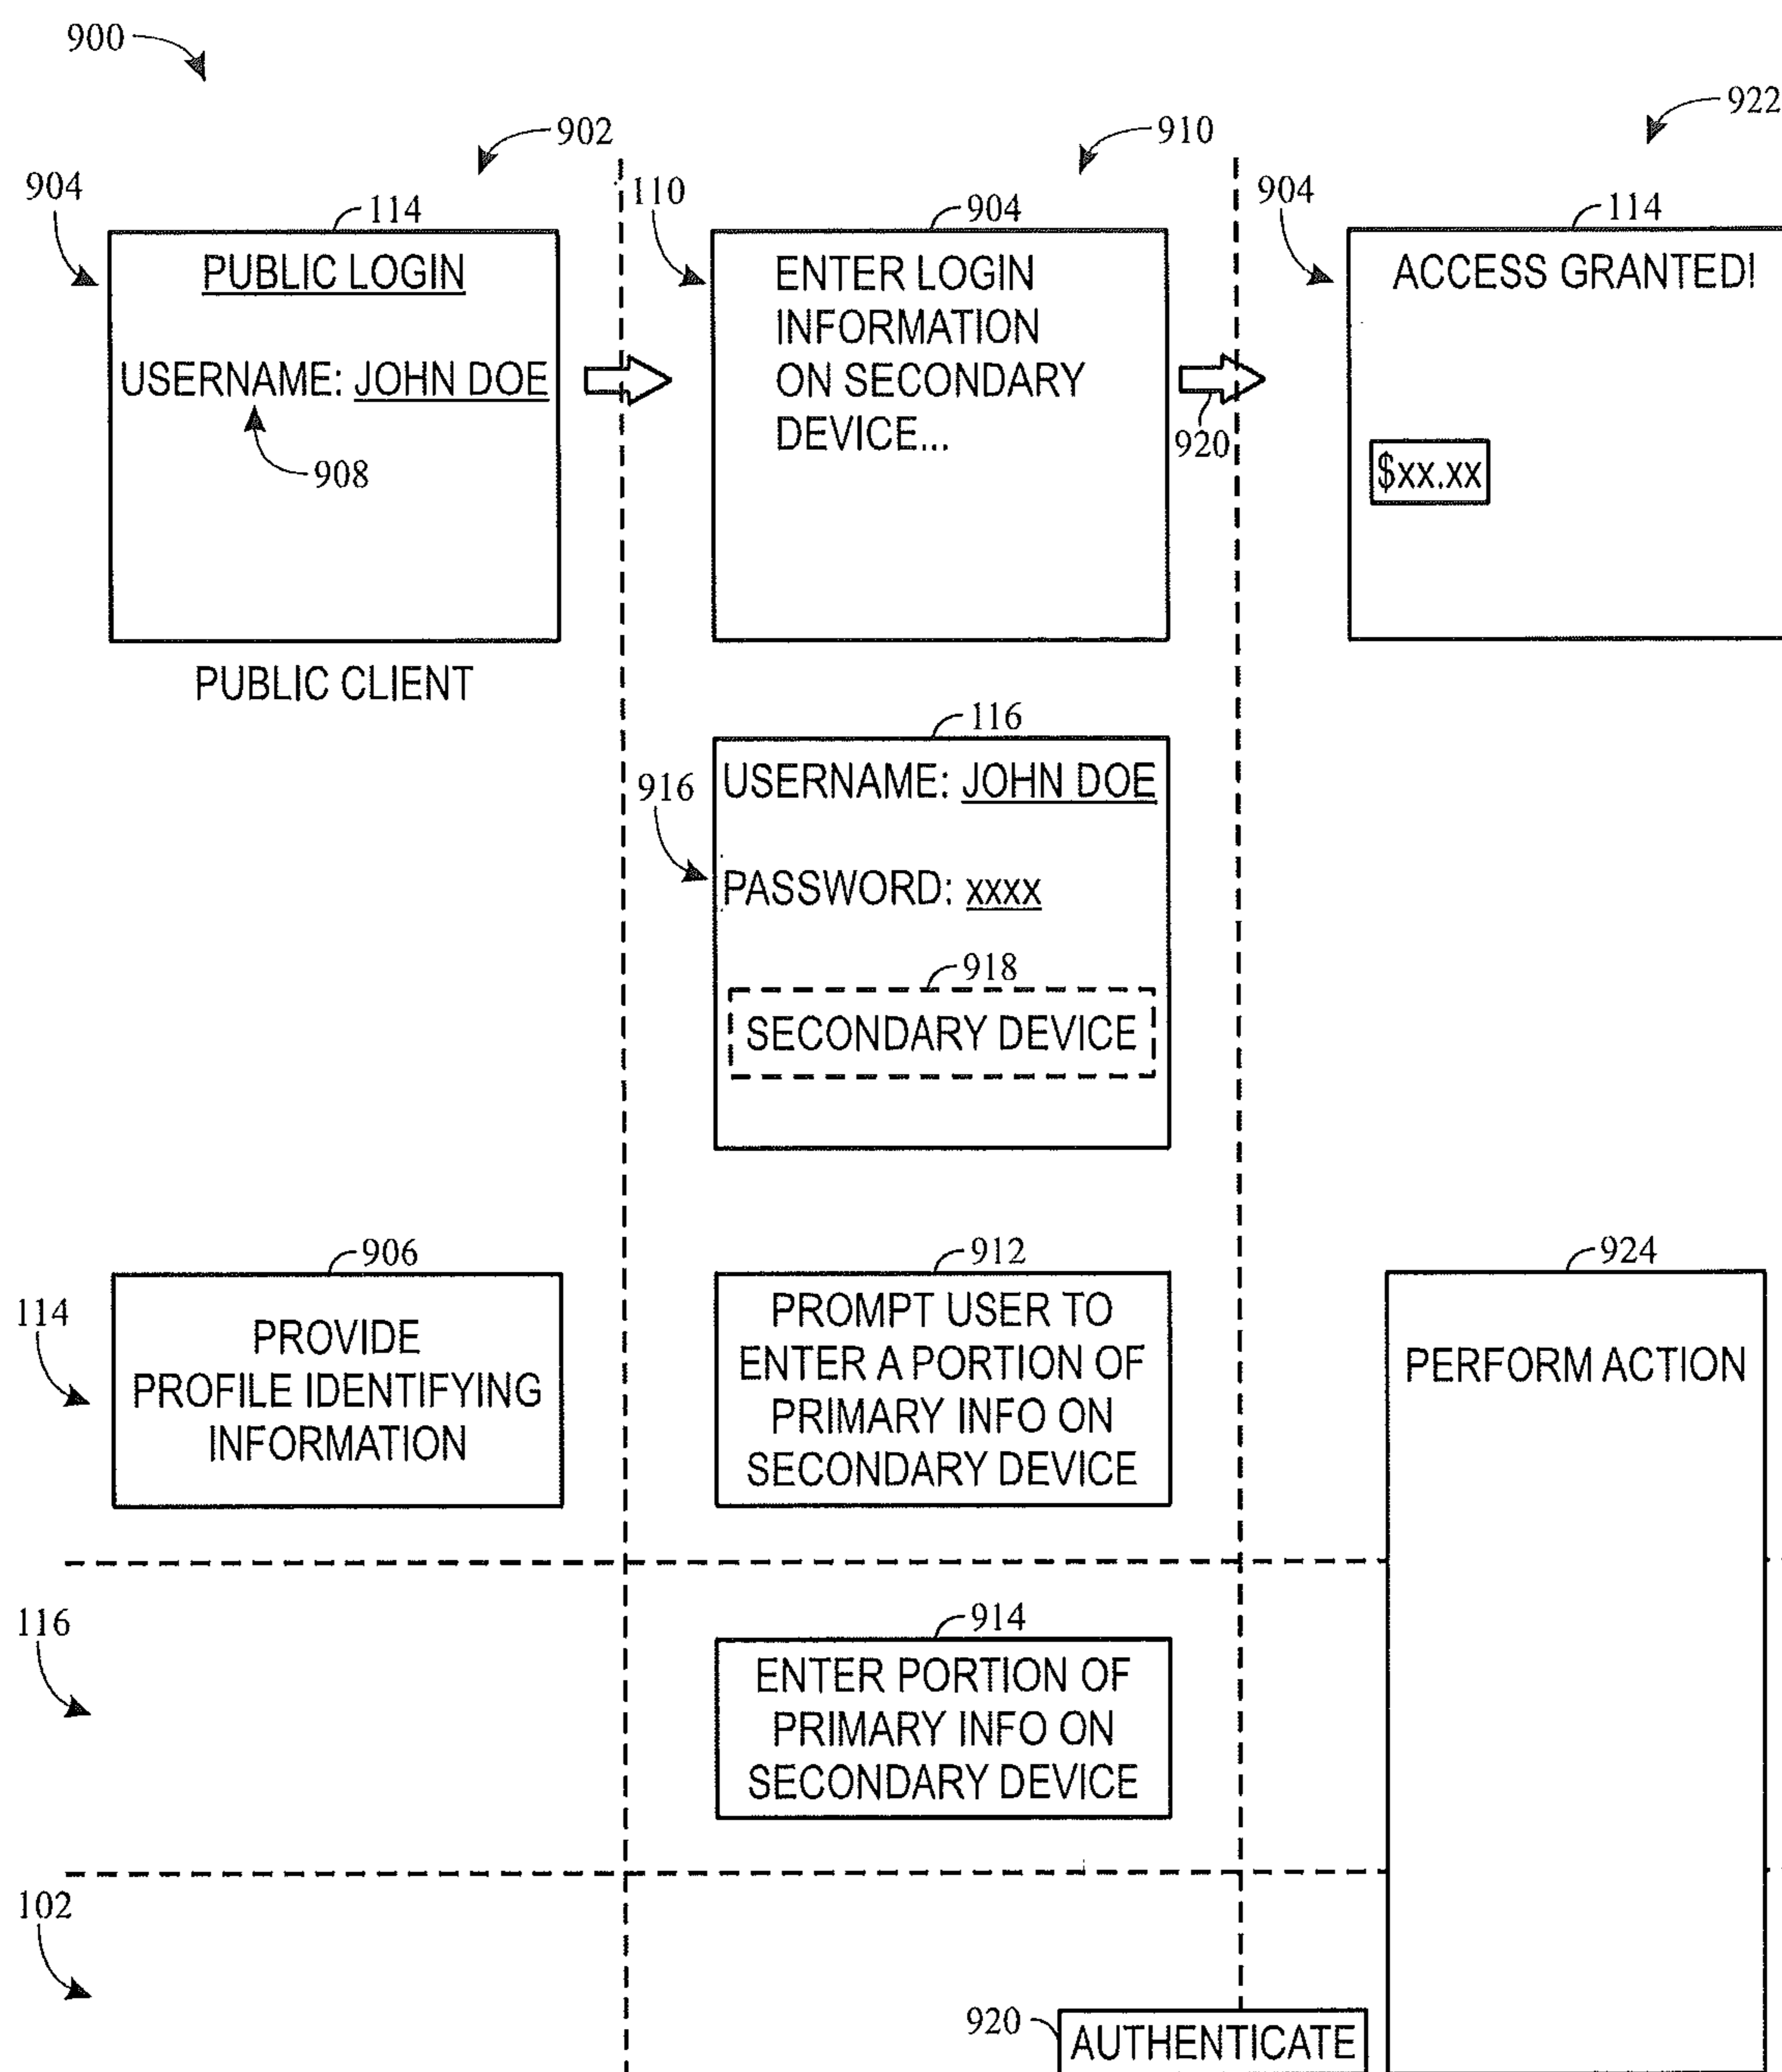 900
902
910
922
904
114
110
904
904
114
PUBLIC LOGIN
USERNAME: JOHN DOE
908
PUBLIC CLIENT
ENTER LOGIN
INFORMATION
ON SECONDARY
DEVICE...
920
ACCESS GRANTED!
$xx.xx
116
916
USERNAME: JOHN DOE
PASSWORD: xxxx
918
SECONDARY DEVICE
906
912
924
114
PROVIDE
PROFILE IDENTIFYING
INFORMATION
PROMPT USER TO
ENTER A PORTION OF
PRIMARY INFO ON
SECONDARY DEVICE
PERFORM ACTION
116
914
ENTER PORTION OF
PRIMARY INFO ON
SECONDARY DEVICE
102
920
AUTHENTICATE